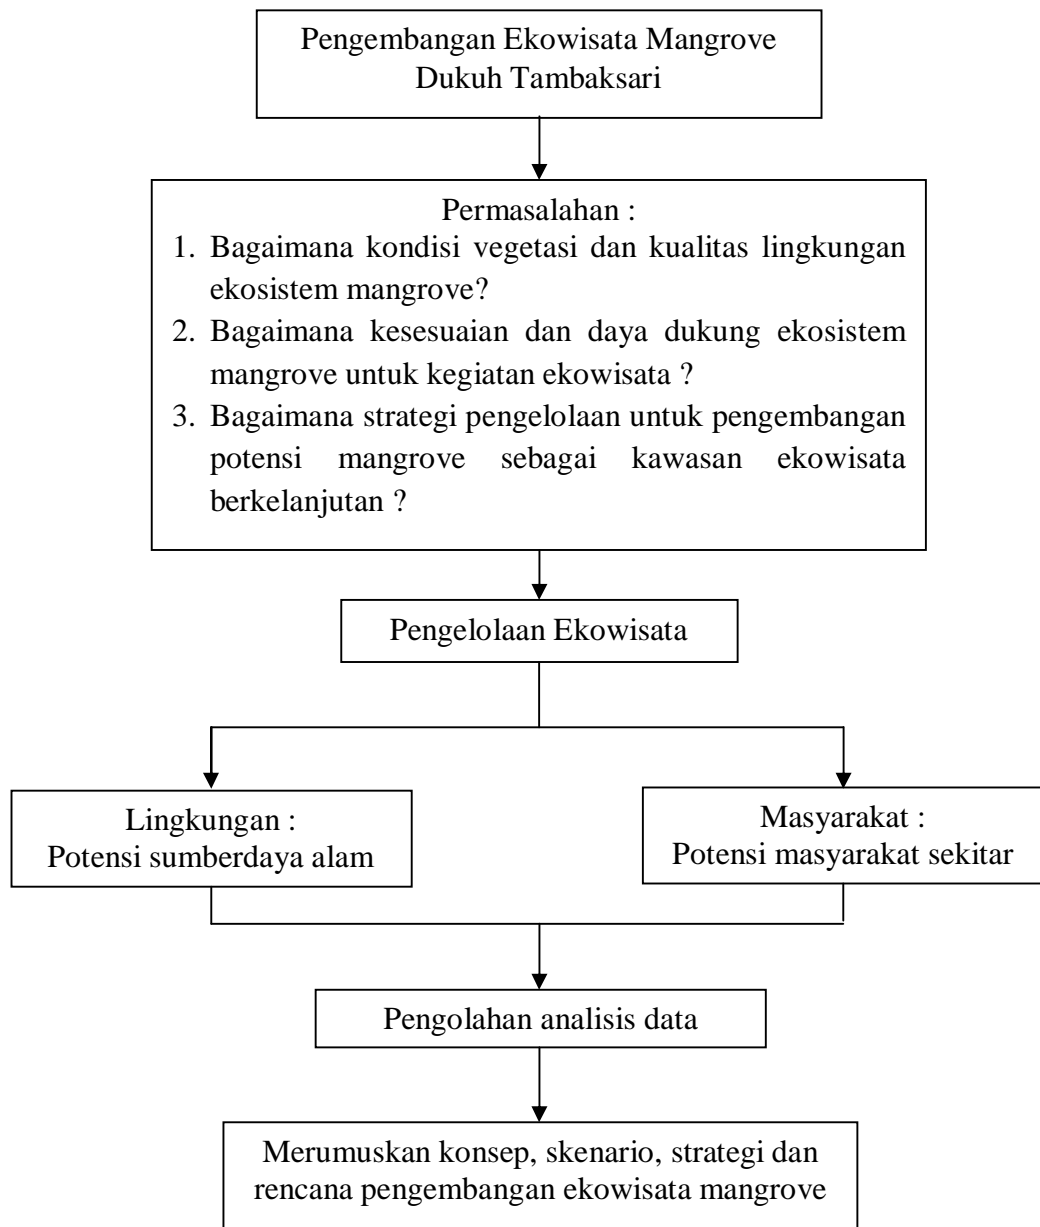 Pengembangan Ekowisata Mangrove
Dukuh Tambaksari
Permasalahan :
1. Bagaimana kondisi vegetasi dan kualitas lingkungan
ekosistem mangrove?
2. Bagaimana kesesuaian dan daya dukung ekosistem
mangrove untuk kegiatan ekowisata ?
3. Bagaimana strategi pengelolaan untuk pengembangan
potensi mangrove sebagai kawasan ekowisata
berkelanjutan ?
Pengelolaan Ekowisata
Lingkungan :
Potensi sumberdaya alam
Masyarakat :
Potensi masyarakat sekitar
Pengolahan analisis data
Merumuskan konsep, skenario, strategi dan
rencana pengembangan ekowisata mangrove